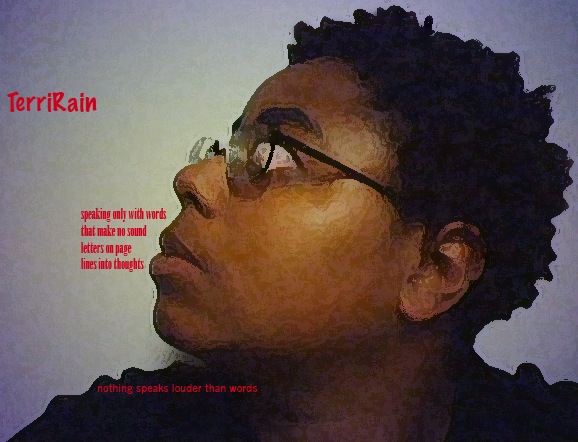 TerriRain
speaking only with words
that make no sound
letters on page
lines into thoughts
nothing speaks louder than words